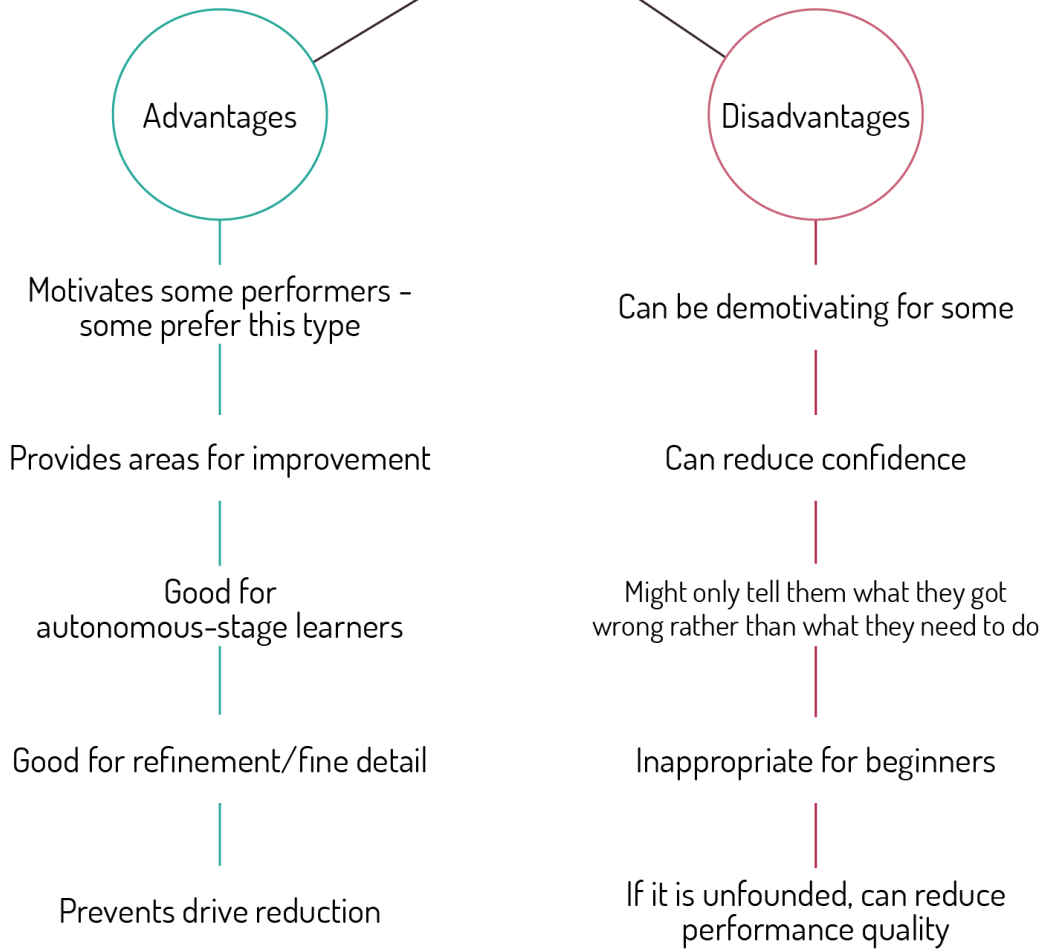 Advantages
Motivates some performers -
some prefer this type
Provides areas for improvement
Good for
autonomous-stage learners
Good for refinement/fine detail
Prevents drive reduction
Disadvantages
Can be demotivating for some
Can reduce confidence
Might only tell them what they got
wrong rather than what they need to do
Inappropriate for beginners
If it is unfounded, can reduce
performance quality